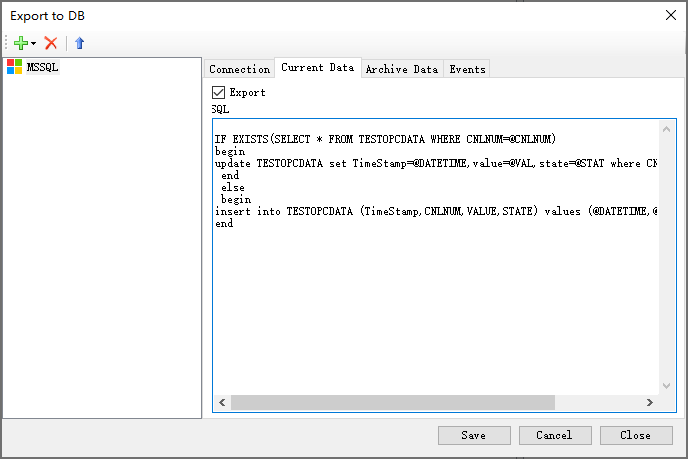 Export to DB
MSSQL
Connection
Current Data
Archive Data
Events
Export
SQL
IF EXISTS(SELECT * FROM TESTOPCDATA WHERE CNLNUM=@CNLNUM)
begin
update TESTOPCDATA set TimeStamp=@DATETIME,value=@VAL,state=@STAT where CN
end
else
begin
insert into TESTOPCDATA (TimeStamp,CNLNUM,VALUE,STATE) values (@DATETIME,@
end
Save
Cancel
Close